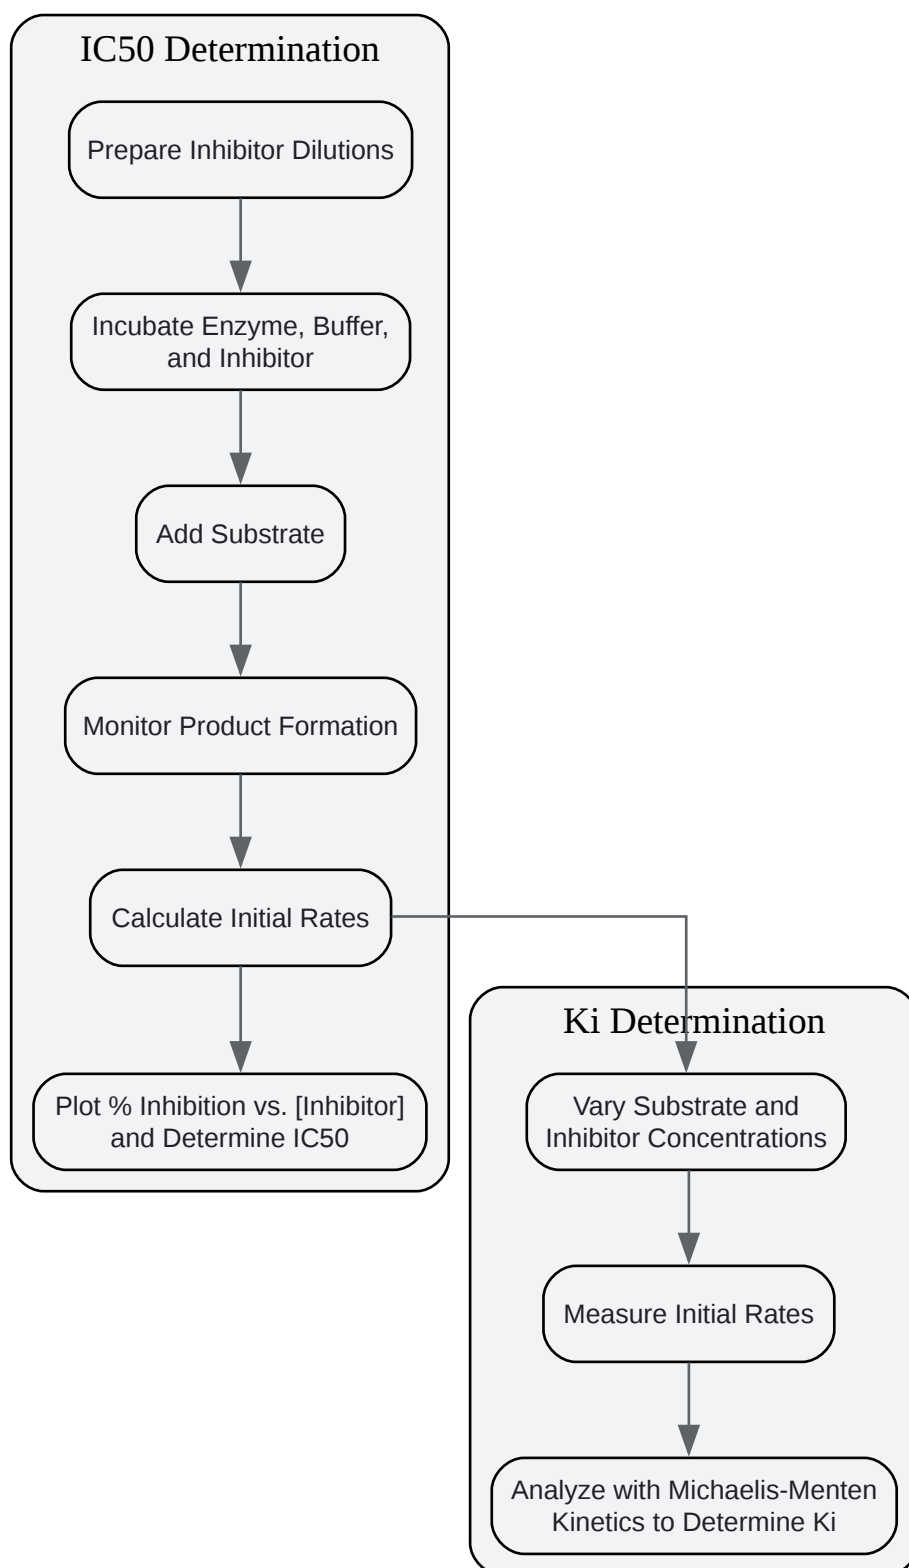 IC50 Determination
Prepare Inhibitor Dilutions
Incubate Enzyme, Buffer,
and Inhibitor
Add Substrate
Monitor Product Formation
Calculate Initial Rates
Plot % Inhibition vs. [Inhibitor]
and Determine IC50
Ki Determination
Vary Substrate and
Inhibitor Concentrations
Measure Initial Rates
Analyze with Michaelis-Menten
Kinetics to Determine Ki